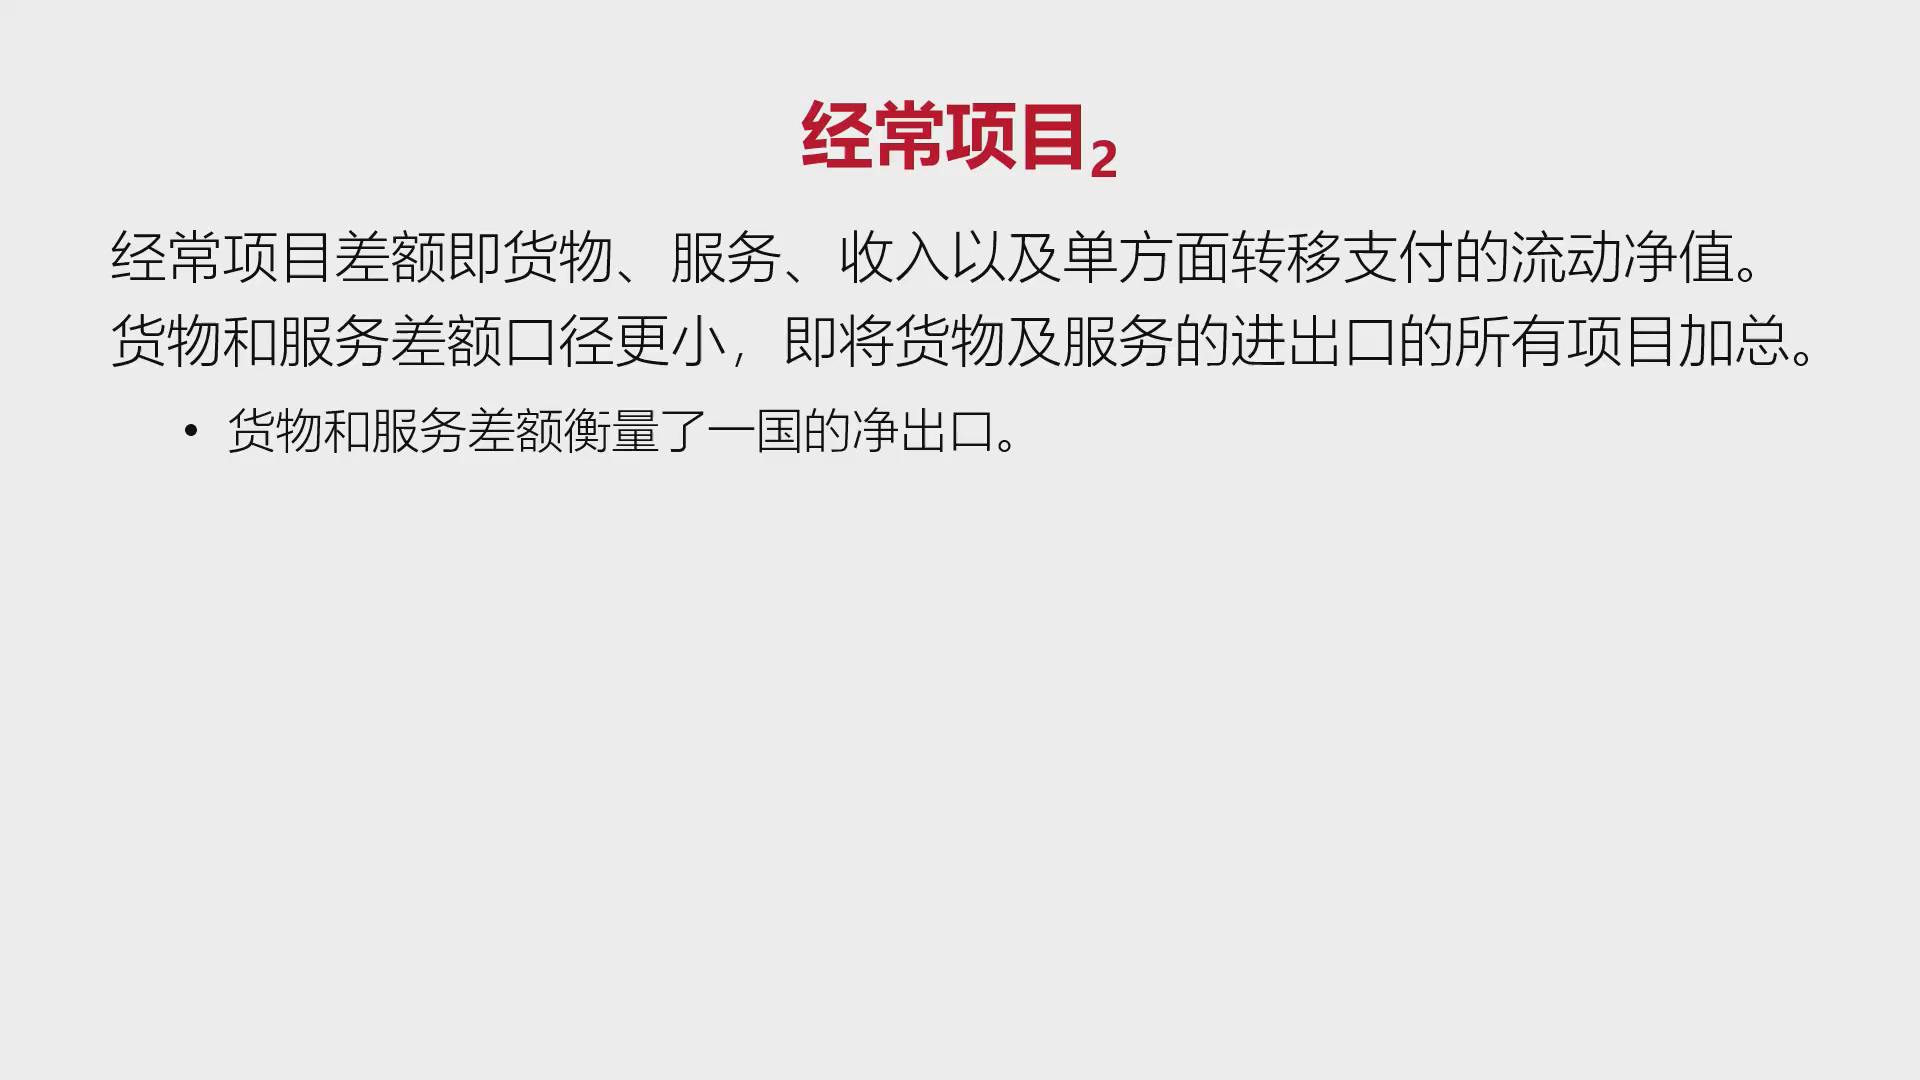 经常项目2
经常项目差额即货物、服务、收入以及单方面转移支付的流动净值。
货物和服务差额口径更小，即将货物及服务的进出口的所有项目加总。
• 货物和服务差额衡量了一国的净出口。